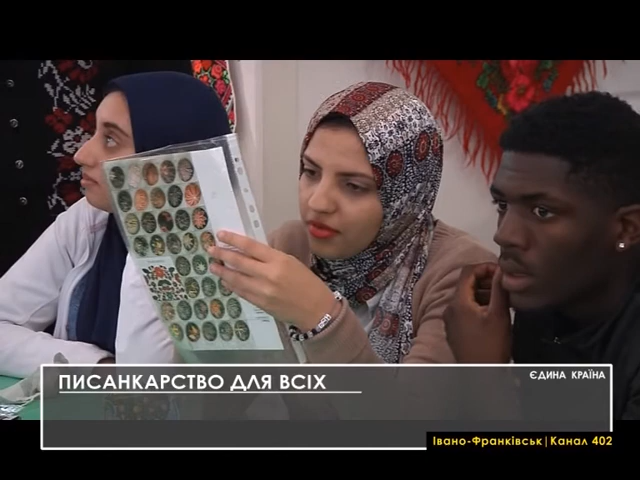 ПИСАНКАРСТВО ДЛЯ ВСІХ
ЄДИНА КРАЇНА
Івано-Франківськ|Канал 402